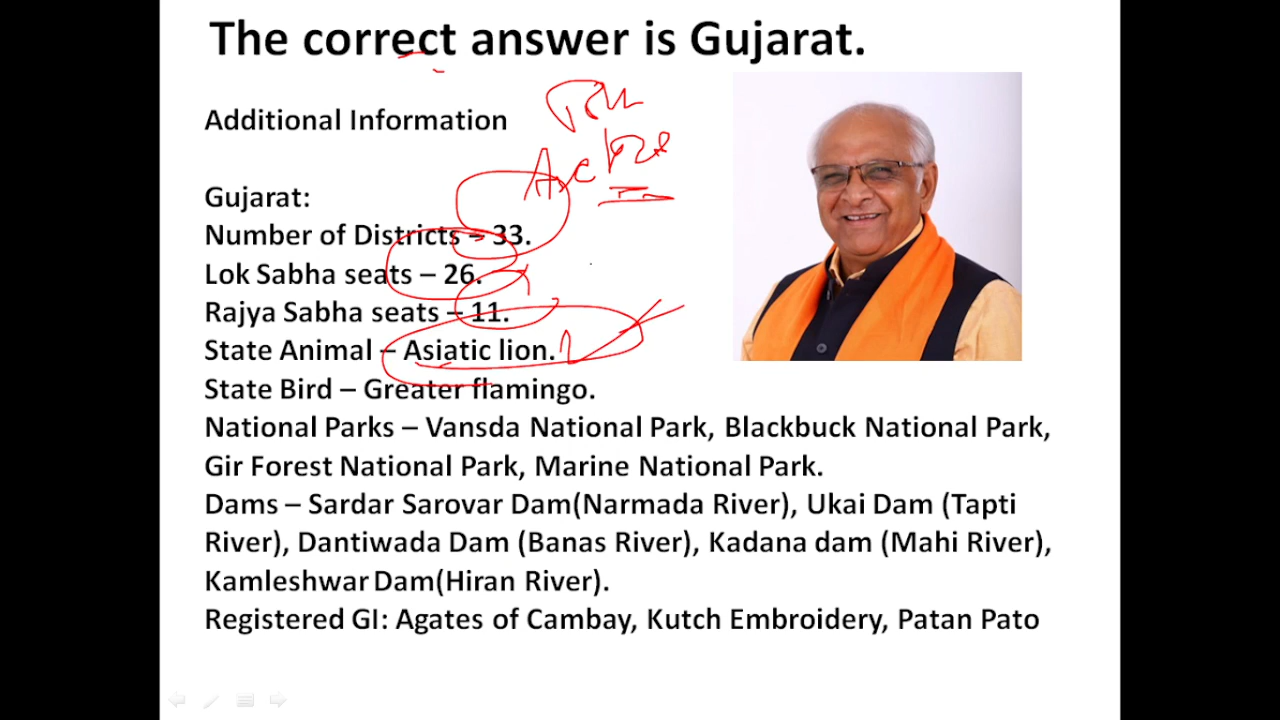 The correct answer is Gujarat.
Additional Information
Gujarat:
Number of Districts – 33.
Lok Sabha seats – 26.
Rajya Sabha seats – 11.
State Animal – Asiatic lion.
State Bird – Greater flamingo.
National Parks – Vansda National Park, Blackbuck National Park,
Gir Forest National Park, Marine National Park.
Dams – Sardar Sarovar Dam(Narmada River), Ukai Dam (Tapti
River), Dantiwada Dam (Banas River), Kadana dam (Mahi River),
Kamleshwar Dam(Hiran River).
Registered GI: Agates of Cambay, Kutch Embroidery, Patan Pato